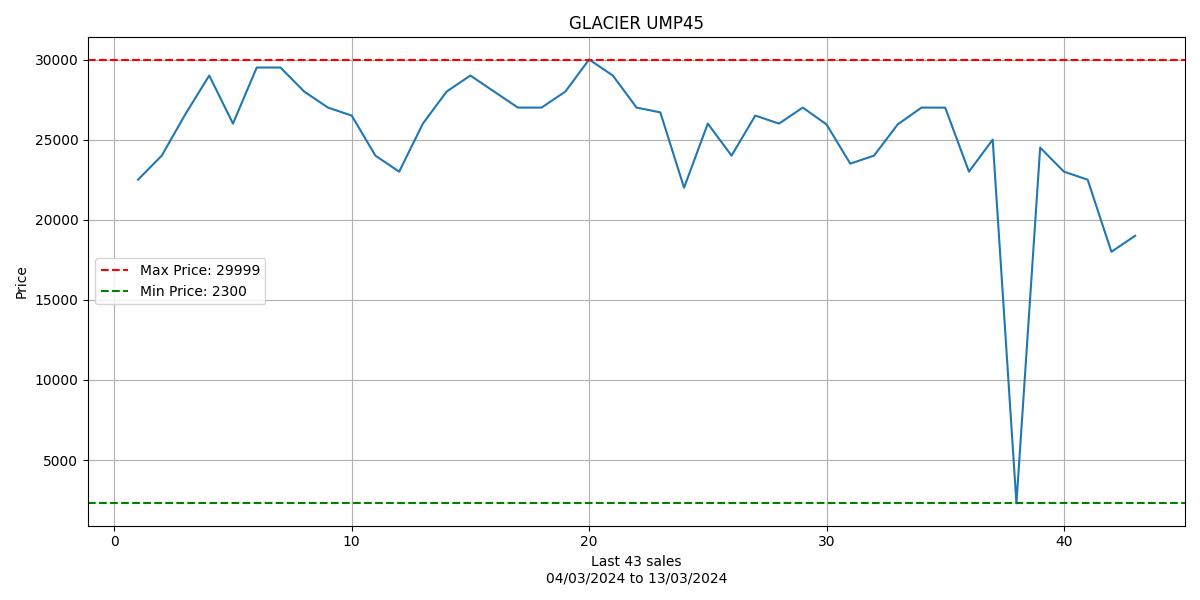 GLACIER UMP45
30000
25000
20000
15000
10000
5000
Price
Max Price: 29999
Min Price: 2300
0 10 20 30 40
Last 43 sales
04/03/2024 to 13/03/2024